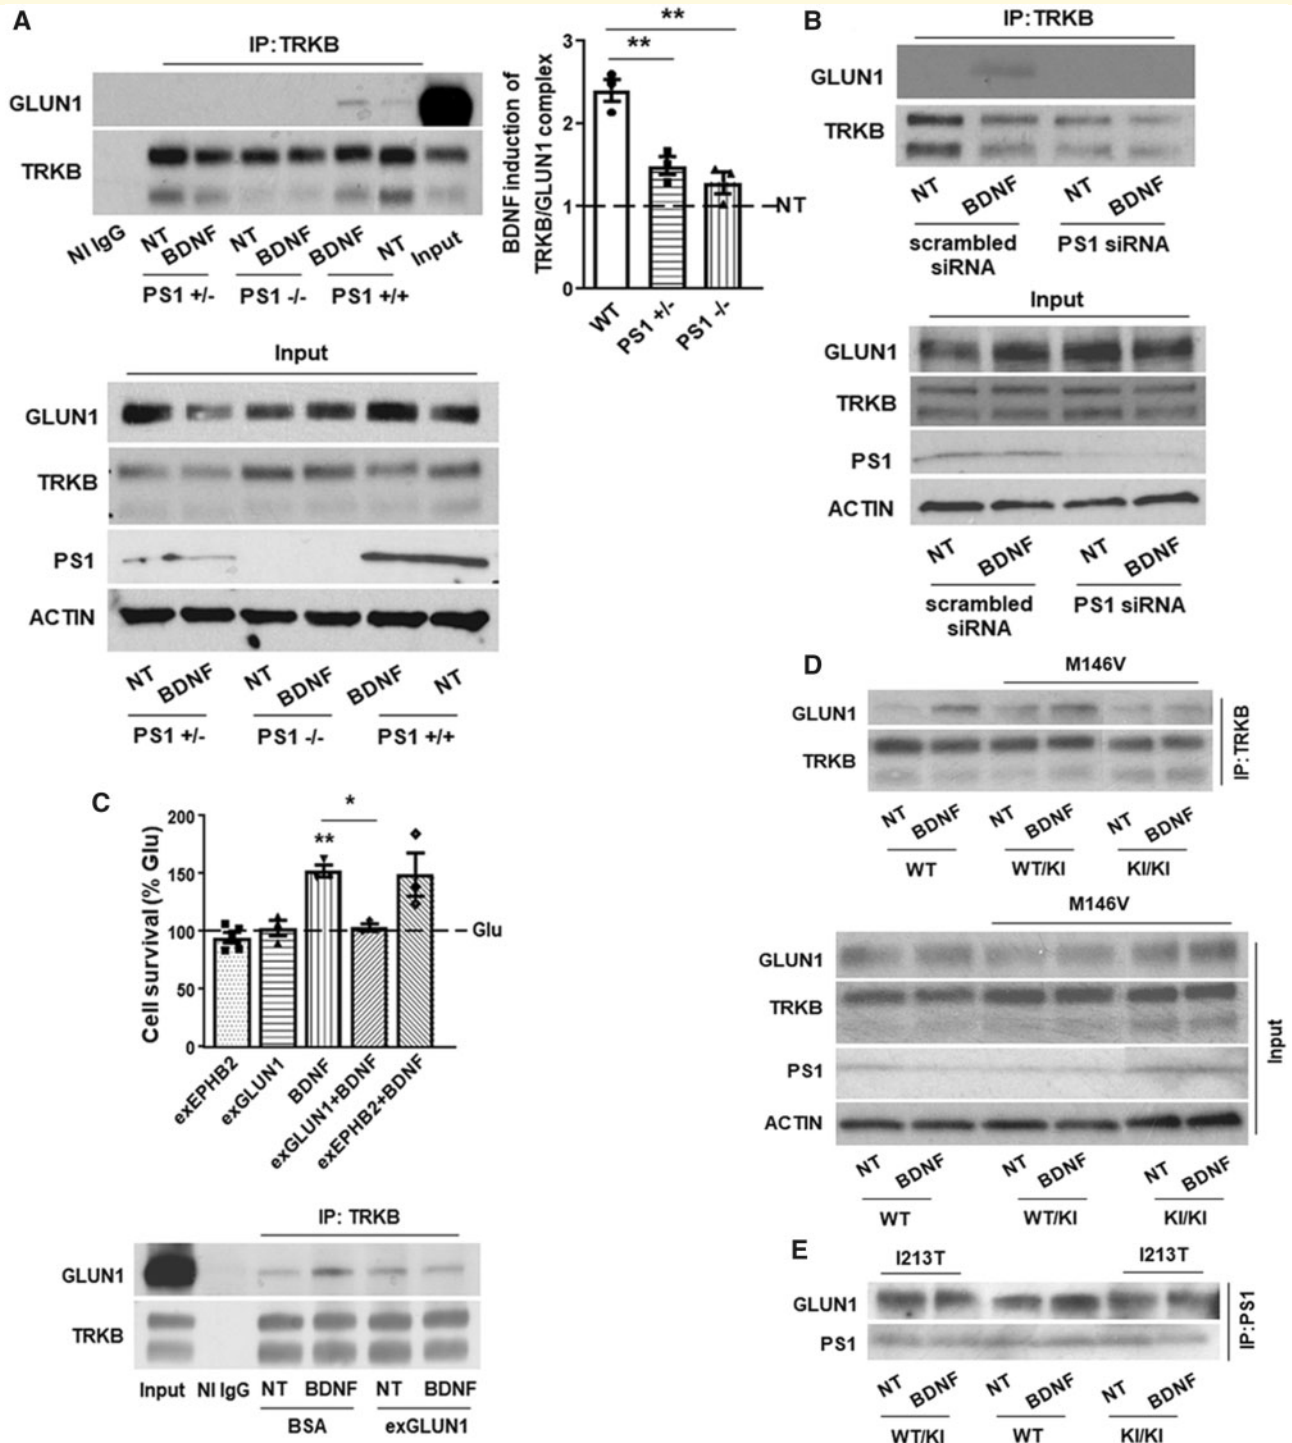 A
IP:TRKB
GLUN1
TRKB
NI IgG NT BDNF NT BDNF BDNF NT Input
PS1 +/- PS1 -/- PS1 +/+
BDNF induction of
TRKB/GLUN1 complex
**
**
3
2
1
0
NT
WT PS1 +/- PS1 -/-
Input
GLUN1
TRKB
PS1
ACTIN
NT BDNF NT BDNF BDNF NT
PS1 +/- PS1 -/- PS1 +/+
B
IP:TRKB
GLUN1
TRKB
NT BDNF NT BDNF
scrambled PS1 siRNA
siRNA
Input
GLUN1
TRKB
PS1
ACTIN
NT BDNF NT BDNF
scrambled PS1 siRNA
siRNA
C
Cell survival (% Glu)
200
150
100
50
0
*
**
Glu
exEPHB2 exGLUN1 BDNF exGLUN1+BDNF exEPHB2+BDNF
IP: TRKB
GLUN1
TRKB
Input NI IgG NT BDNF NT BDNF
BSA exGLUN1
D
M146V
GLUN1
TRKB
IP:TRKB
NT BDNF NT BDNF NT BDNF
WT WT/KI KI/KI
M146V
GLUN1
TRKB
PS1
ACTIN
Input
NT BDNF NT BDNF NT BDNF
WT WT/KI KI/KI
E
I213T I213T
GLUN1
PS1
IP:PS1
NT BDNF NT BDNF NT BDNF
WT/KI WT KI/KI